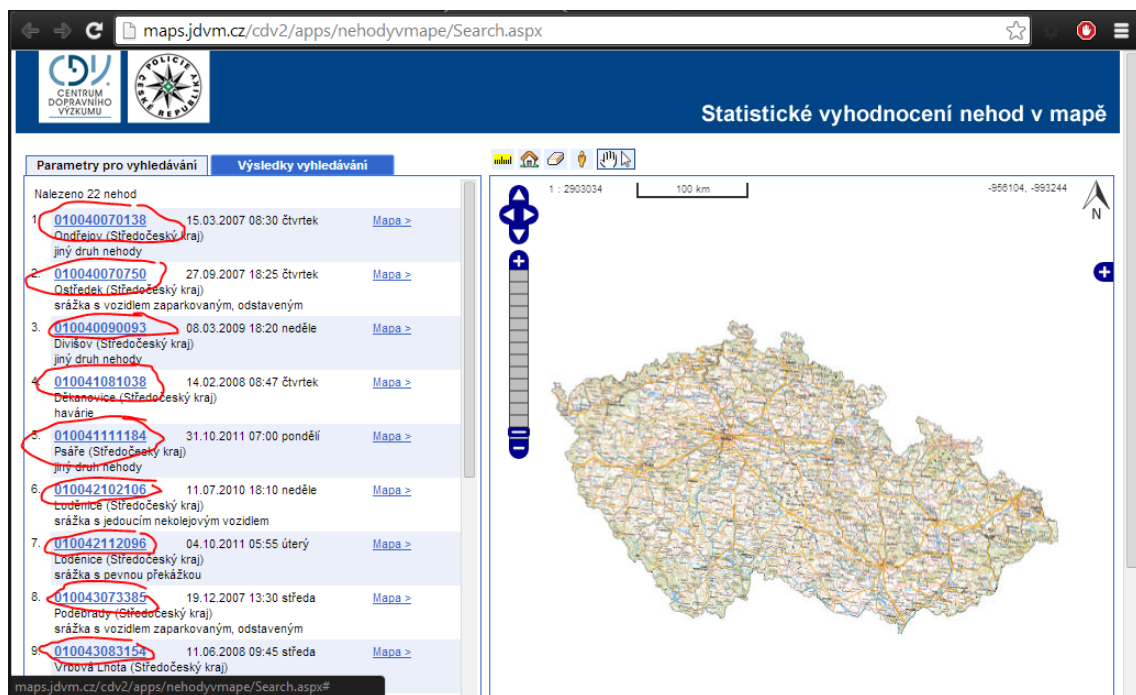 maps.jdvm.cz/cdv2/apps/nehodyvmape/Search.aspx
CDV
CENTRUM
DOPRAVNÍHO
VÝZKUMU
POLICIE
ČESKÉ REPUBLIKY
Statistické vyhodnocení nehod v mapě
Parametry pro vyhledávání Výsledky vyhledávání
Nalezeno 22 nehod
1. 010040070138 15.03.2007 08:30 čtvrtek Mapa >
Ondřejov (Středočeský kraj)
jiný druh nehody
2. 010040070750 27.09.2007 18:25 čtvrtek Mapa >
Ostředek (Středočeský kraj)
srážka s vozidlem zaparkovaným, odstaveným
3. 010040090093 08.03.2009 18:20 neděle Mapa >
Divišov (Středočeský kraj)
jiný druh nehody
4. 010041081038 14.02.2008 08:47 čtvrtek Mapa >
Děkanovice (Středočeský kraj)
havárie
5. 010041111184 31.10.2011 07:00 pondělí Mapa >
Psáře (Středočeský kraj)
jiný druh nehody
6. 010042102106 11.07.2010 18:10 neděle Mapa >
Loděnice (Středočeský kraj)
srážka s jedoucím nekolejovým vozidlem
7. 010042112096 04.10.2011 05:55 úterý Mapa >
Loděnice (Středočeský kraj)
srážka s pevnou překážkou
8. 010043073385 19.12.2007 13:30 středa Mapa >
Poděbrady (Středočeský kraj)
srážka s vozidlem zaparkovaným, odstaveným
9. 010043083154 11.06.2008 09:45 středa Mapa >
Vrbová Lhota (Středočeský kraj)
maps.jdvm.cz/cdv2/apps/nehodyvmape/Search.aspx#
1 : 2903034 100 km -956104, -993244
N